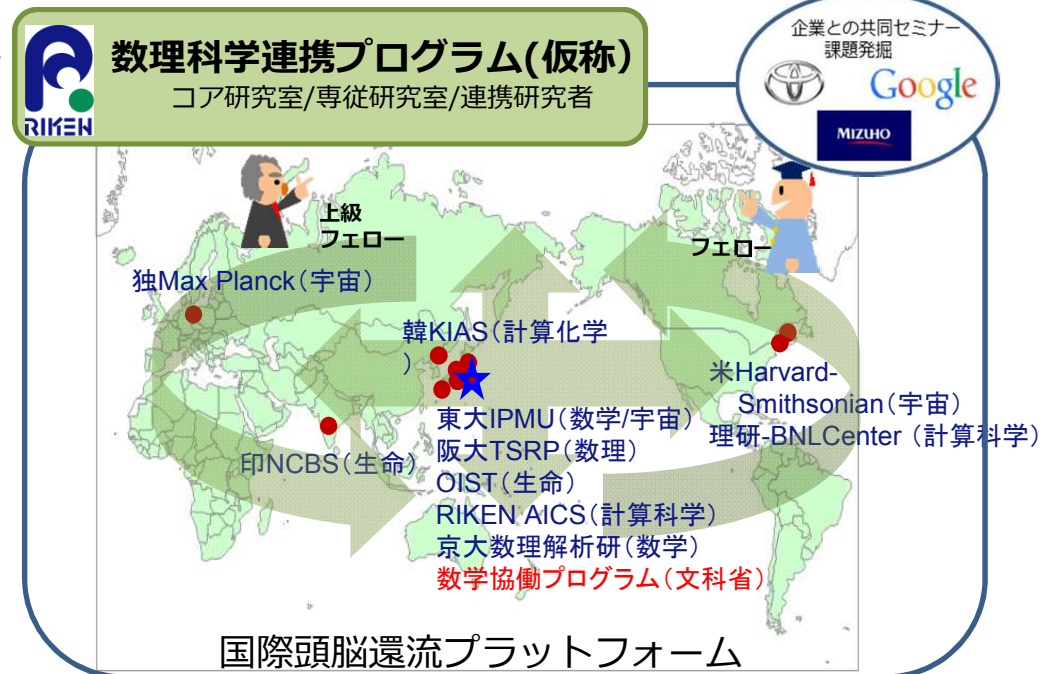 RIKEN
数理科学連携プログラム(仮称)
コア研究室/専従研究室/連携研究者
企業との共同セミナー
課題発掘
Google
MIZUHO
上級
フェロー
フェロー
独Max Planck(宇宙)
韓KIAS(計算化学
)
米Harvard-
Smithsonian(宇宙)
理研-BNLCenter (計算科学)
印NCBS(生命)
東大IPMU(数学/宇宙)
阪大TSRP(数理)
OIST(生命)
RIKEN AICS(計算科学)
京大数理解析研(数学)
数学協働プログラム(文科省)
国際頭脳還流プラットフォーム